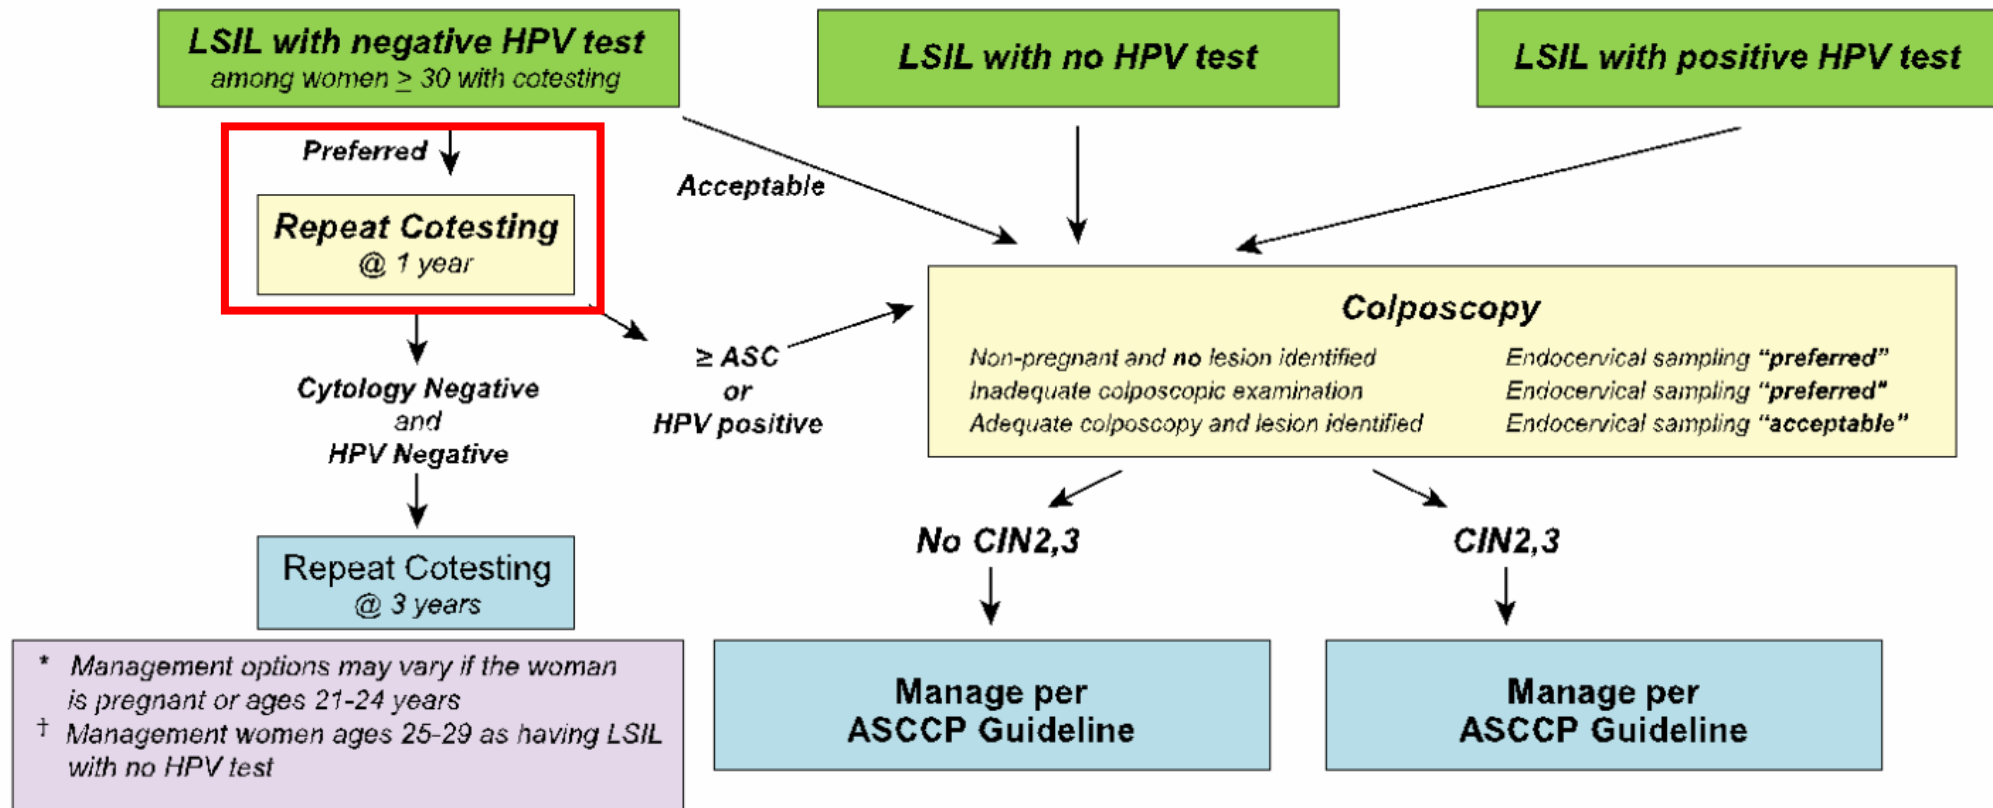 LSIL with negative HPV test
among women ≥ 30 with cotesting
LSIL with no HPV test
LSIL with positive HPV test
Preferred
Acceptable
Repeat Cotesting
@ 1 year
≥ ASC
or
HPV positive
Cytology Negative
and
HPV Negative
Repeat Cotesting
@ 3 years
Colposcopy
Non-pregnant and no lesion identified Endocervical sampling “preferred”
Inadequate colposcopic examination Endocervical sampling “preferred"
Adequate colposcopy and lesion identified Endocervical sampling “acceptable”
No CIN2,3
CIN2,3
Manage per
ASCCP Guideline
Manage per
ASCCP Guideline
* Management options may vary if the woman
is pregnant or ages 21-24 years
† Management women ages 25-29 as having LSIL
with no HPV test